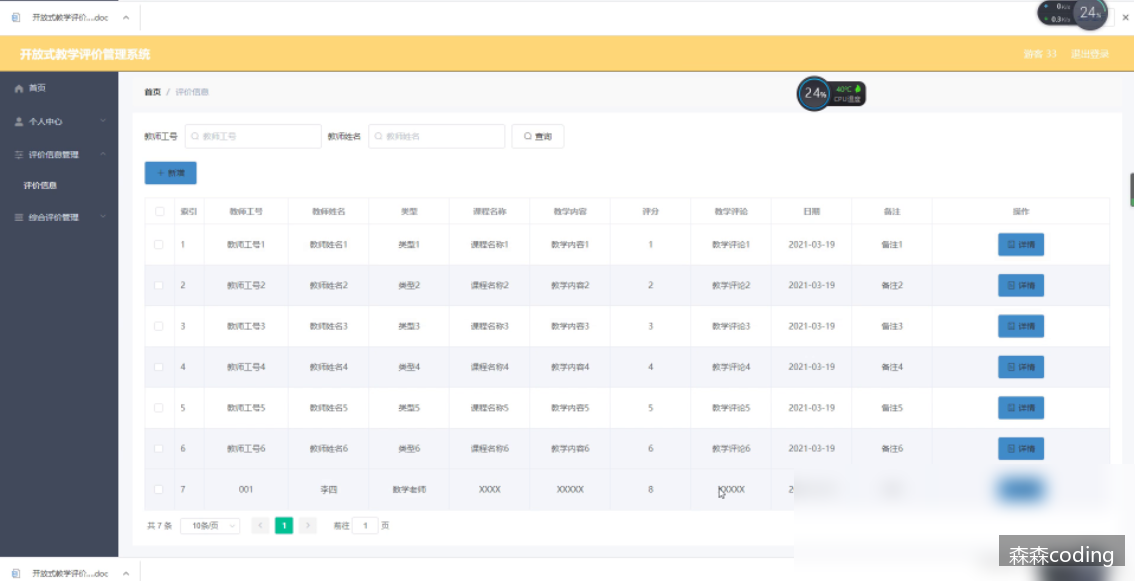 开放式教学评价....doc
0K/s
0.3K/s
24%
开放式教学评价管理系统
游客 33 退出登录
首页
首页 / 评价信息
24%
40℃
CPU温度
个人中心
教师工号 教师工号 教师姓名 教师姓名 查询
评价信息管理
+ 新增
评价信息
综合评价管理
索引 教师工号 教师姓名 类型 课程名称 教学内容 评分 教学评论 日期 备注 操作
1 教师工号1 教师姓名1 类型1 课程名称1 教学内容1 1 教学评论1 2021-03-19 备注1 详情
2 教师工号2 教师姓名2 类型2 课程名称2 教学内容2 2 教学评论2 2021-03-19 备注2 详情
3 教师工号3 教师姓名3 类型3 课程名称3 教学内容3 3 教学评论3 2021-03-19 备注3 详情
4 教师工号4 教师姓名4 类型4 课程名称4 教学内容4 4 教学评论4 2021-03-19 备注4 详情
5 教师工号5 教师姓名5 类型5 课程名称5 教学内容5 5 教学评论5 2021-03-19 备注5 详情
6 教师工号6 教师姓名6 类型6 课程名称6 教学内容6 6 教学评论6 2021-03-19 备注6 详情
7 001 李四 数学老师 XXXX XXXXX 8 XXXXX
共 7 条 10条/页 1 前往 1 页
森森coding
开放式教学评价....doc